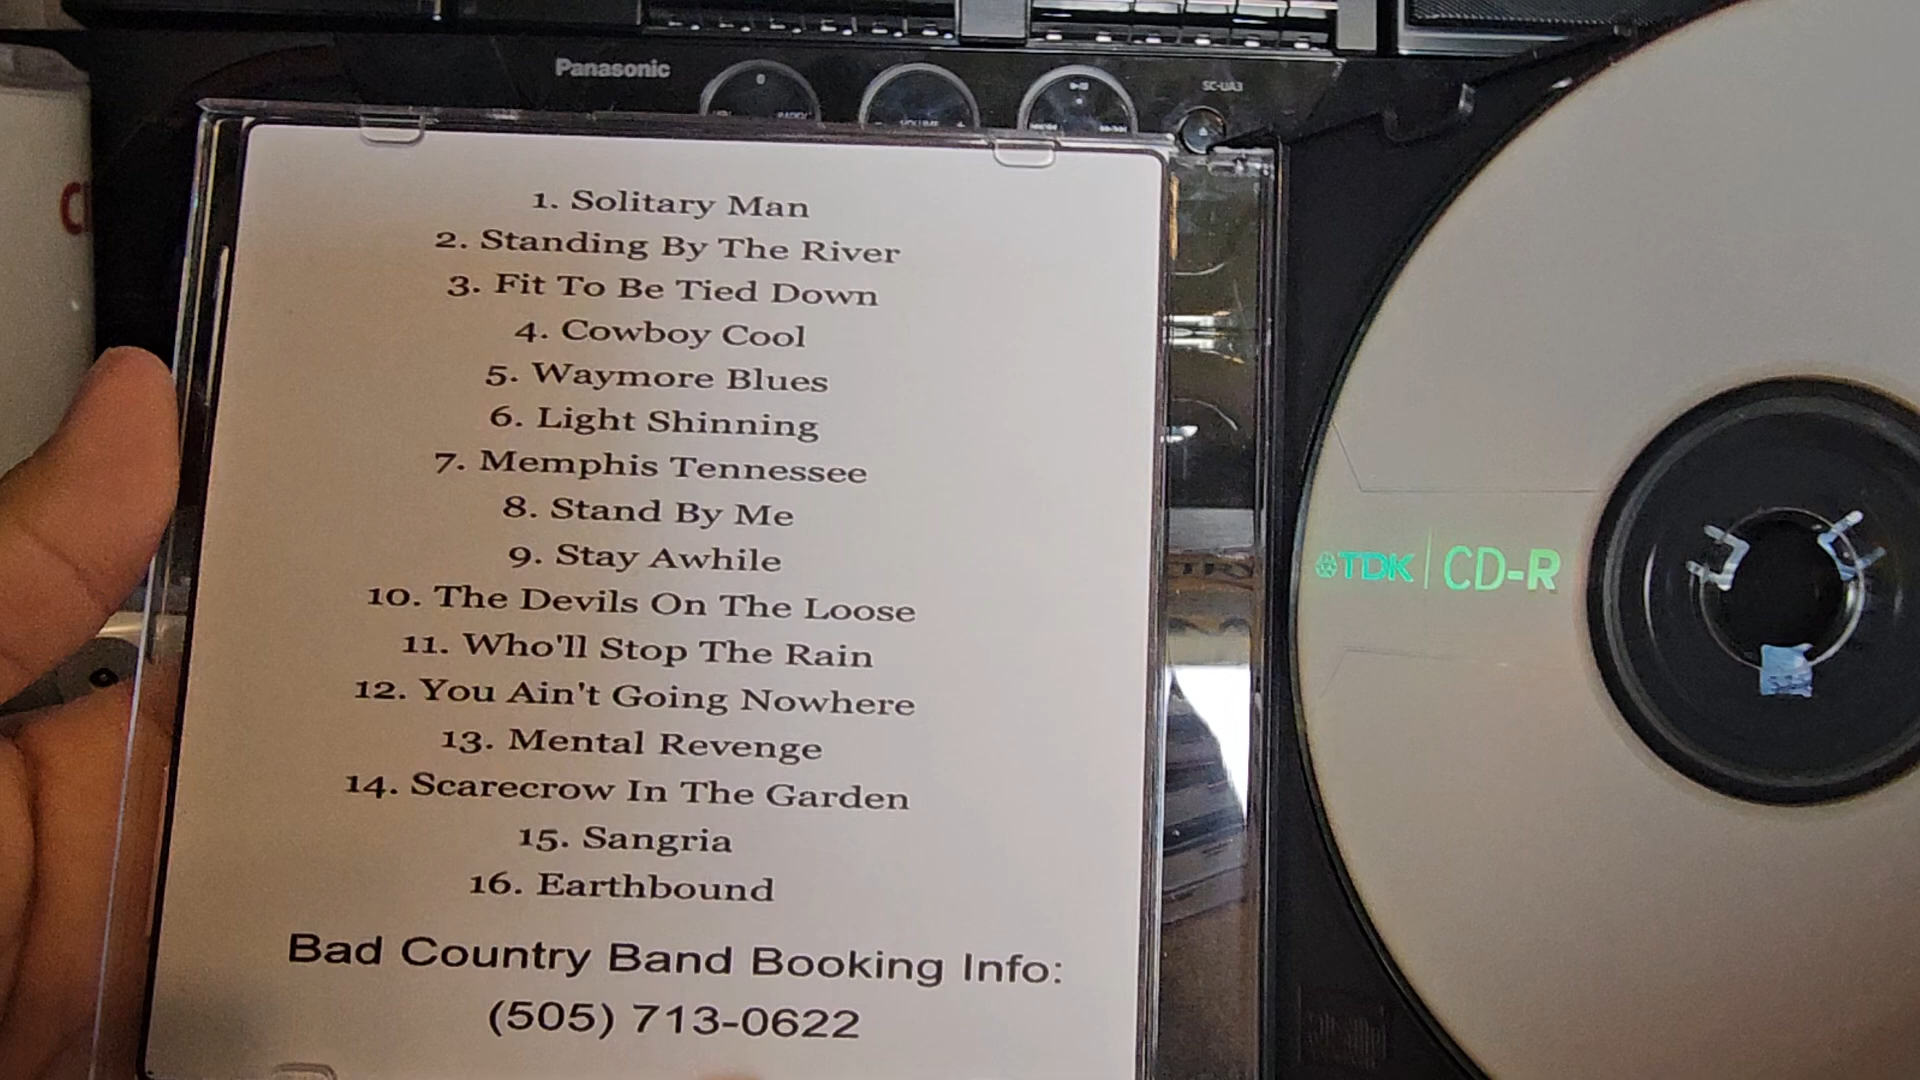 Panasonic
SC-UA3
1. Solitary Man
2. Standing By The River
3. Fit To Be Tied Down
4. Cowboy Cool
5. Waymore Blues
6. Light Shinning
7. Memphis Tennessee
8. Stand By Me
9. Stay Awhile
10. The Devils On The Loose
11. Who'll Stop The Rain
12. You Ain't Going Nowhere
13. Mental Revenge
14. Scarecrow In The Garden
15. Sangria
16. Earthbound
Bad Country Band Booking Info:
(505) 713-0622
TDK | CD-R